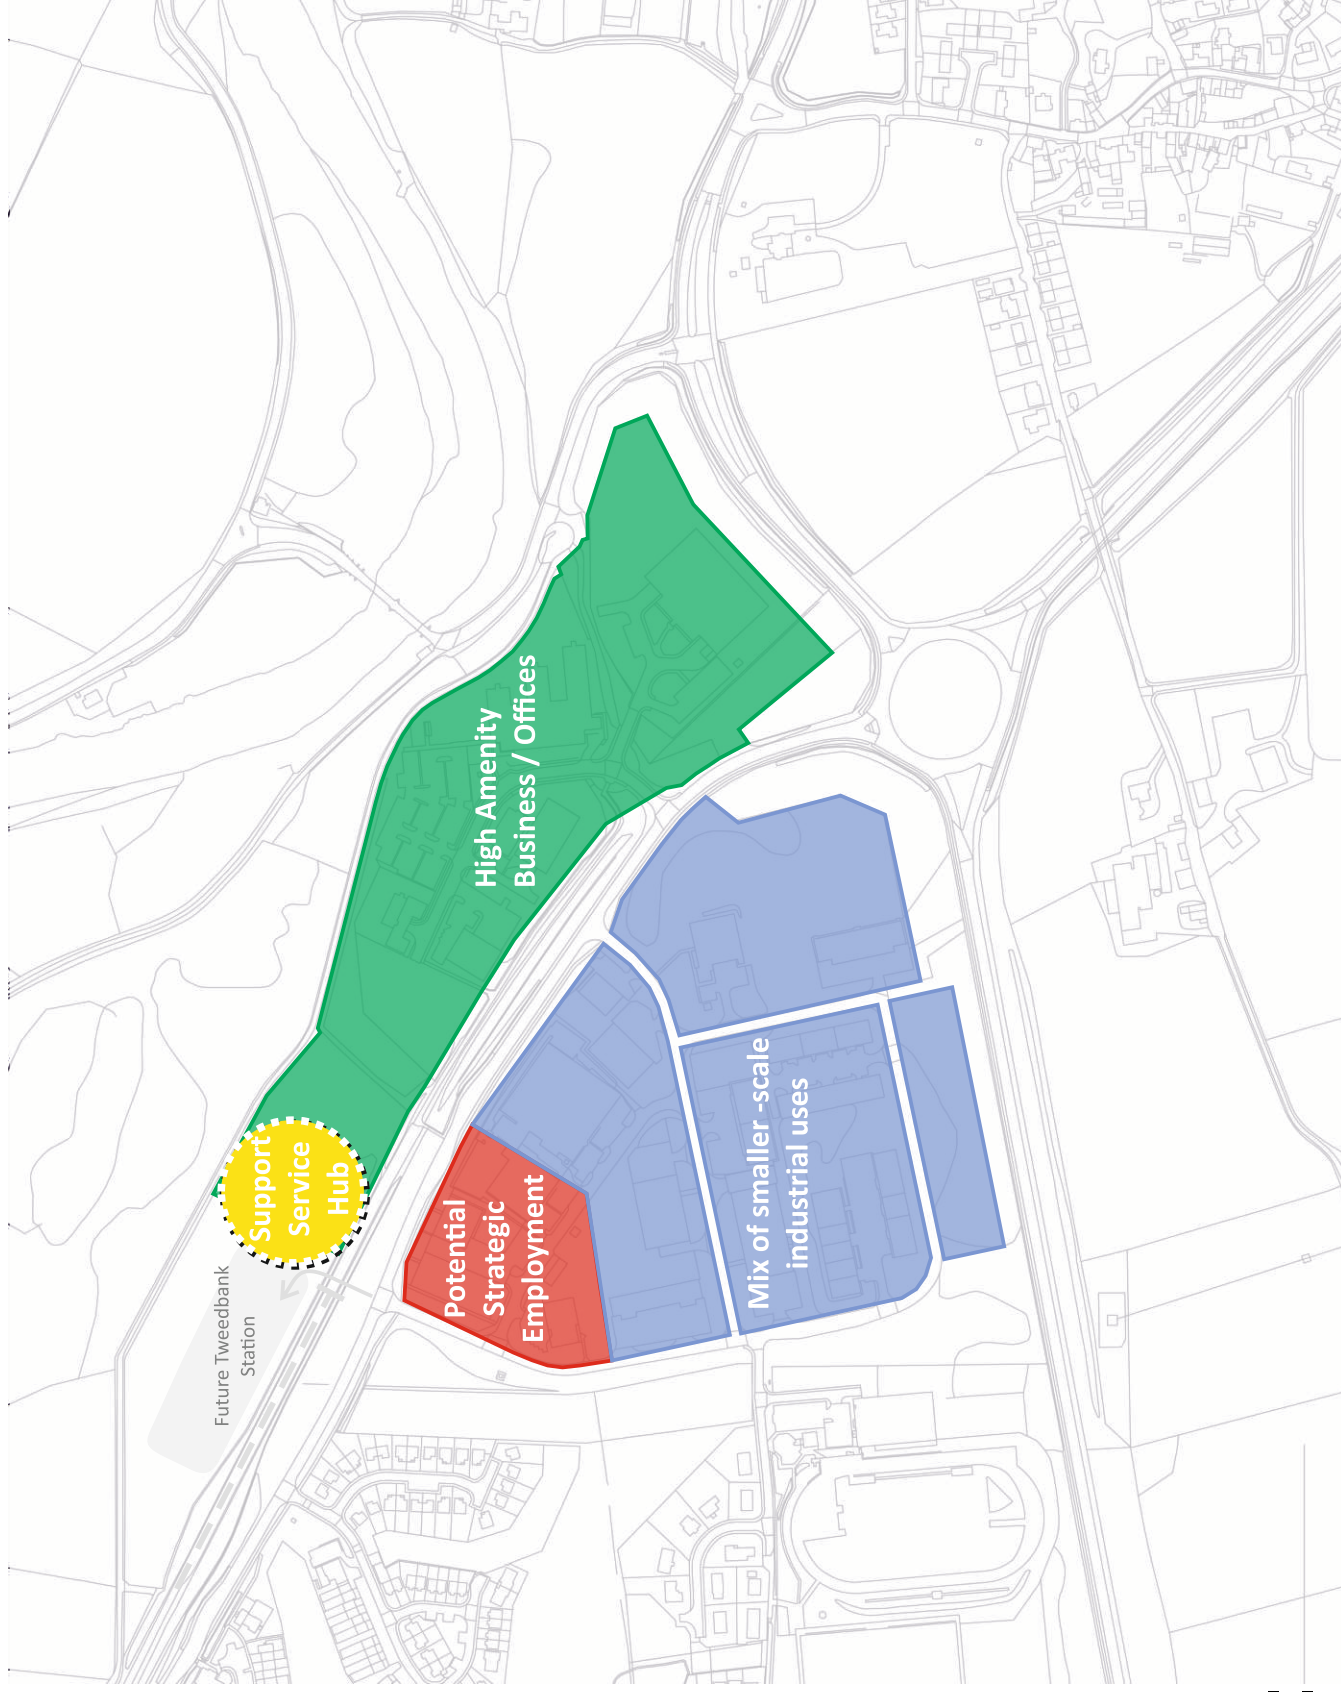 Future Tweedbank
Station
Support
Service
Hub
High Amenity
Business / Offices
Potential
Strategic
Employment
Mix of smaller -scale
industrial uses